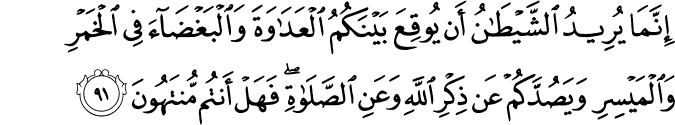 إِنَّمَا يُرِيدُ ٱلشَّيْطَـٰنُ أَن يُوقِعَ بَيْنَكُمُ ٱلْعَدَٰوَةَ وَٱلْبَغْضَآءَ فِى ٱلْخَمْرِ
وَٱلْمَيْسِرِ وَيَصُدَّكُمْ عَن ذِكْرِ ٱللَّهِ وَعَنِ ٱلصَّلَوٰةِ ۖ فَهَلْ أَنتُم مُّنتَهُونَ ٩١